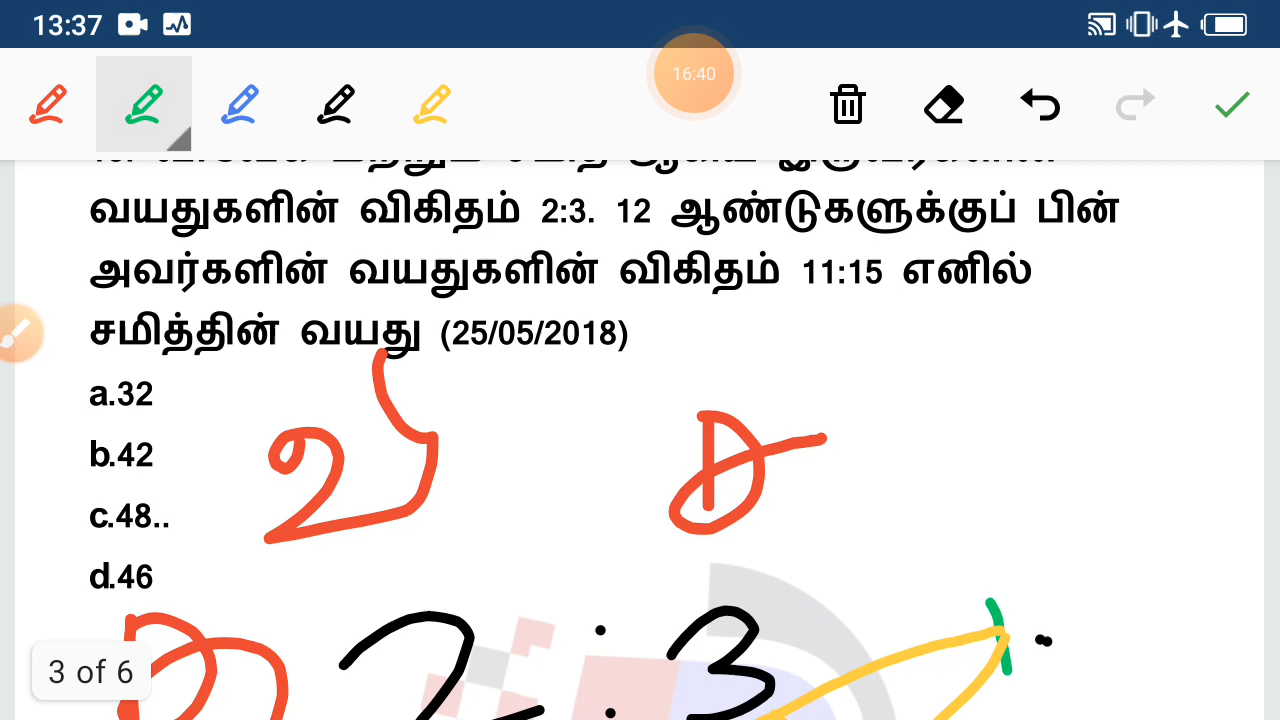 13:37
16:40
வயதுகளின் விகிதம் 2:3. 12 ஆண்டுகளுக்குப் பின்
அவர்களின் வயதுகளின் விகிதம் 11:15 எனில்
சமித்தின் வயது (25/05/2018)
a.32
b.42
c.48..
d.46
2 : 3
3 of 6